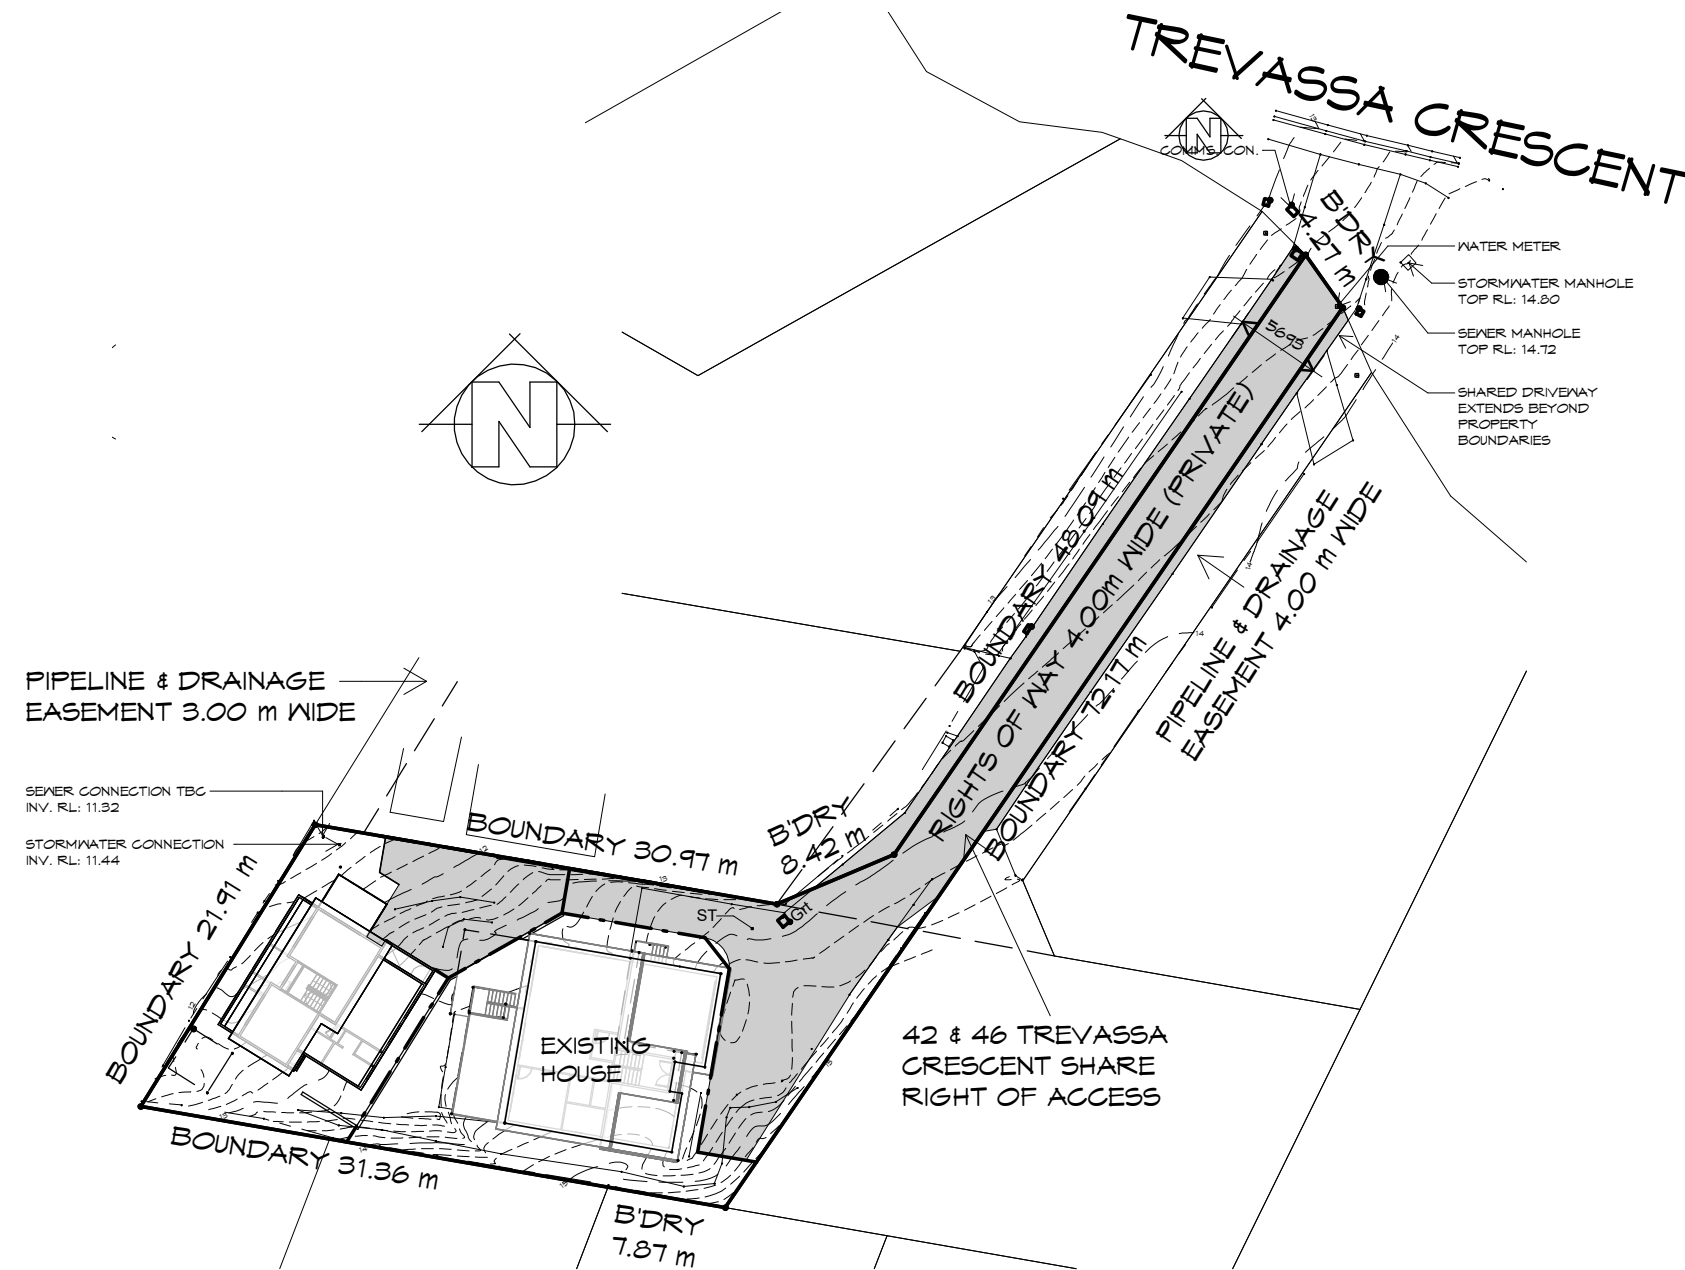 TREVASSA CRESCENT
N
COMMS. CON.
B'DRY
4.27 m
WATER METER
STORMWATER MANHOLE
TOP RL: 14.80
SEWER MANHOLE
TOP RL: 14.72
SHARED DRIVEWAY
EXTENDS BEYOND
PROPERTY
BOUNDARIES
5695
N
BOUNDARY 48.09 m
RIGHTS OF WAY 4.00m WIDE (PRIVATE)
BOUNDARY 72.17 m
PIPELINE & DRAINAGE
EASEMENT 4.00 m WIDE
14
14
14
PIPELINE & DRAINAGE
EASEMENT 3.00 m WIDE
SEWER CONNECTION TBC
INV. RL: 11.32
STORMWATER CONNECTION
INV. RL: 11.44
BOUNDARY 30.97 m
B'DRY
8.42 m
BOUNDARY 21.91 m
ST
Grt
EXISTING
HOUSE
42 & 46 TREVASSA
CRESCENT SHARE
RIGHT OF ACCESS
BOUNDARY 31.36 m
B'DRY
7.87 m